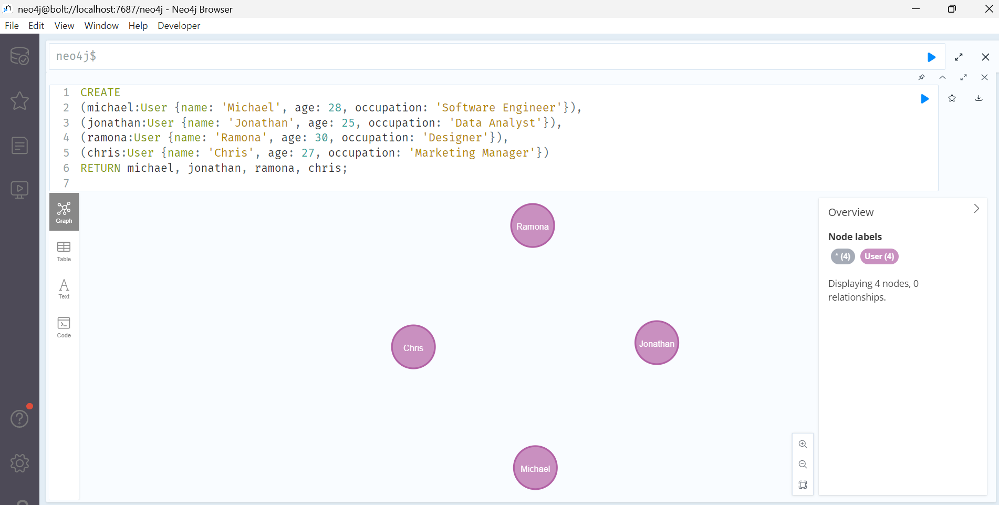 neo4j@bolt://localhost:7687/neo4j - Neo4j Browser
File Edit View Window Help Developer
neo4j$
1 CREATE
2 (michael:User {name: 'Michael', age: 28, occupation: 'Software Engineer'}),
3 (jonathan:User {name: 'Jonathan', age: 25, occupation: 'Data Analyst'}),
4 (ramona:User {name: 'Ramona', age: 30, occupation: 'Designer'}),
5 (chris:User {name: 'Chris', age: 27, occupation: 'Marketing Manager'})
6 RETURN michael, jonathan, ramona, chris;
7
Graph
Table
Text
Code
Ramona
Chris
Jonathan
Michael
Overview
Node labels
* (4) User (4)
Displaying 4 nodes, 0
relationships.